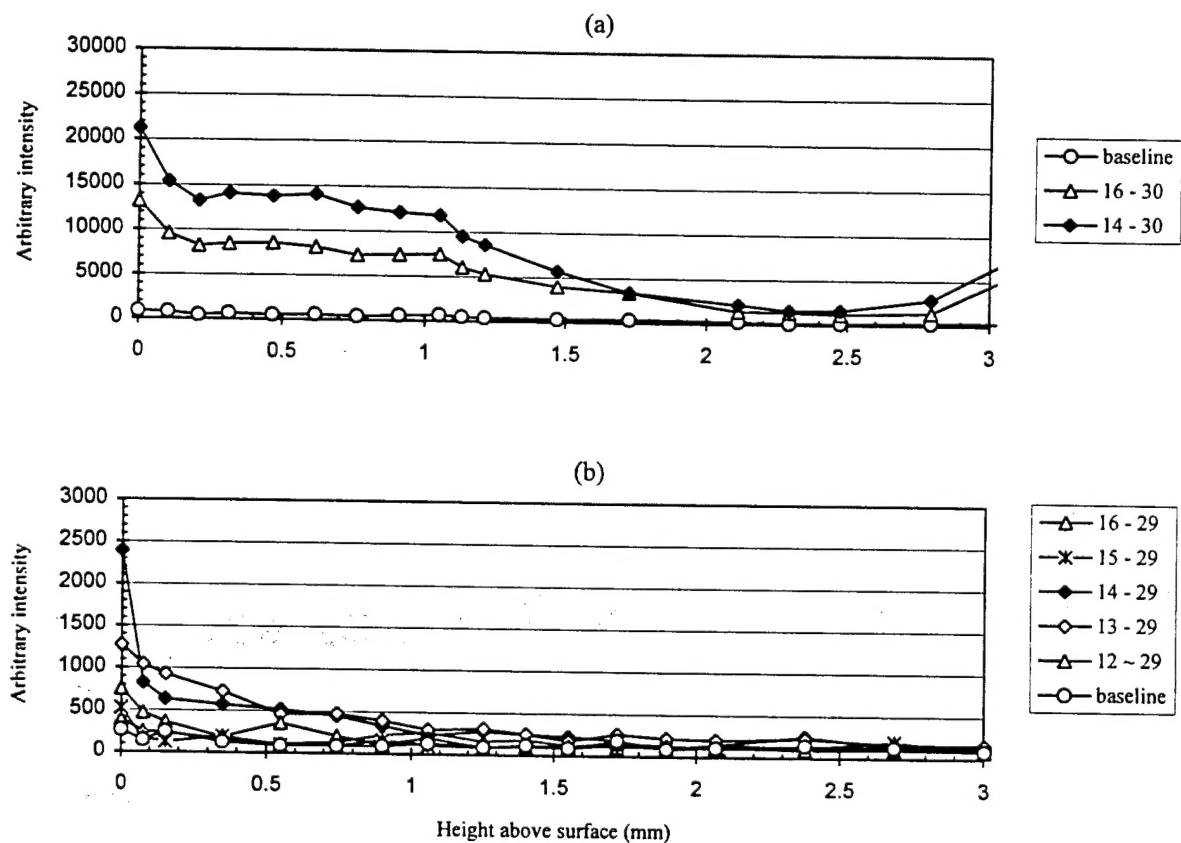 (a)
30000
25000
20000
15000
10000
5000
0
Arbitrary intensity
0 0.5 1 1.5 2 2.5 3
baseline
16 - 30
14 - 30
(b)
3000
2500
2000
1500
1000
500
0
Arbitrary intensity
0 0.5 1 1.5 2 2.5 3
Height above surface (mm)
16 - 29
15 - 29
14 - 29
13 - 29
12 ~ 29
baseline